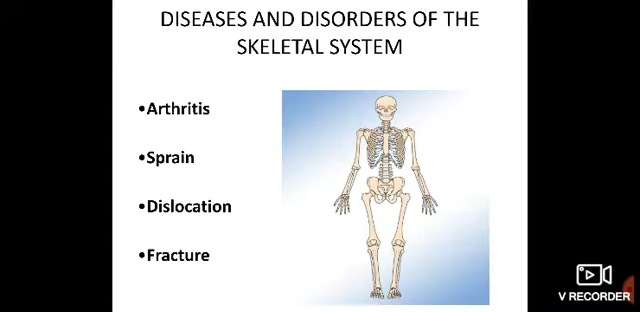 DISEASES AND DISORDERS OF THE
SKELETAL SYSTEM
•Arthritis
•Sprain
•Dislocation
•Fracture
V RECORDER